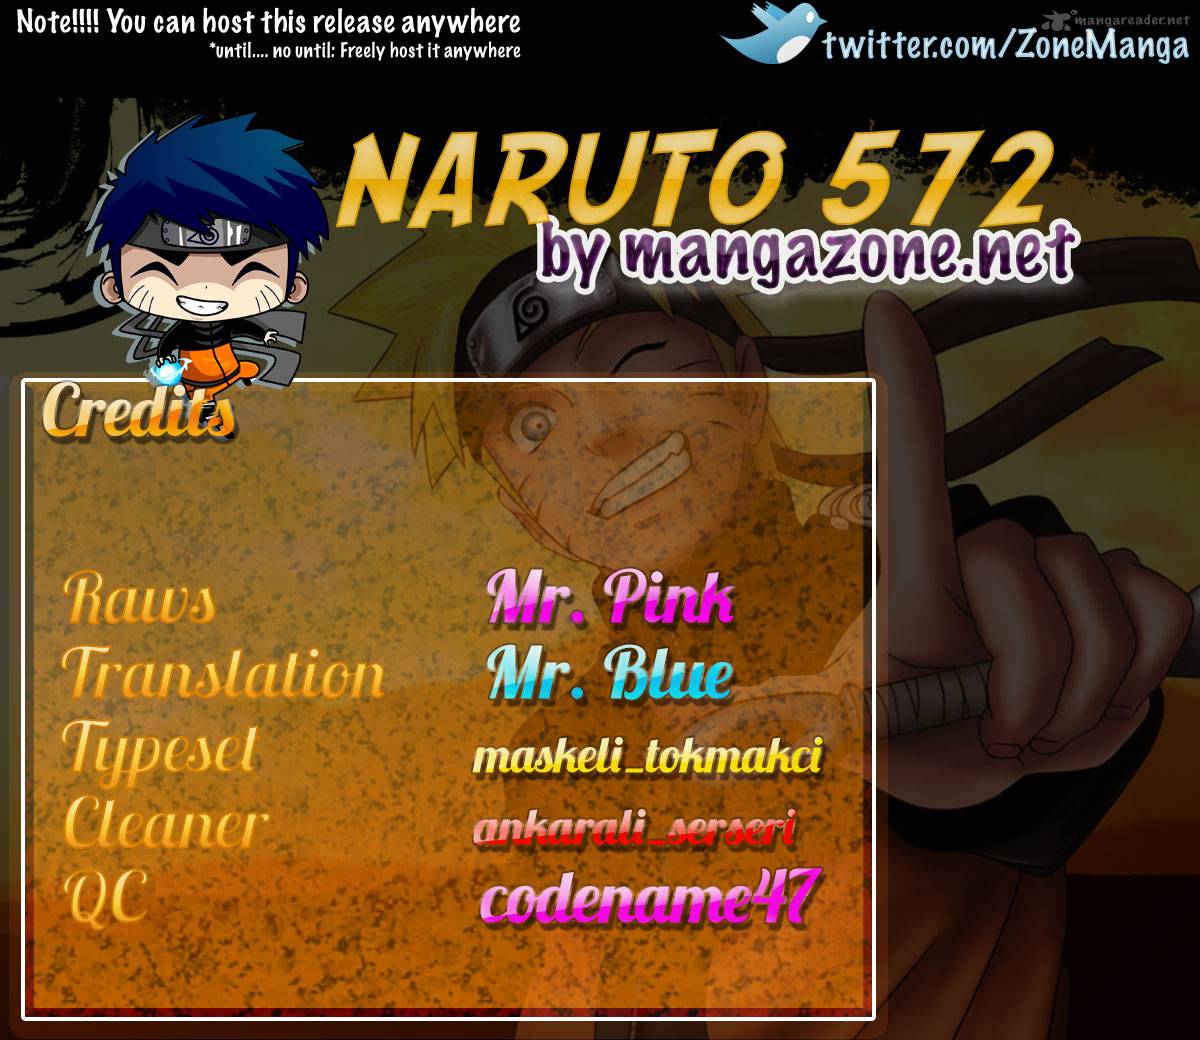 Note!!!! You can host this release anywhere
*until.... no until: Freely host it anywhere
mangareader.net
twitter.com/ZoneManga
NARUTO 572
by mangazone.net
Credits
Raws Mr. Pink
Translation Mr. Blue
Typeset maskeli_tokmakci
Cleaner ankarali_serseri
QC codename47